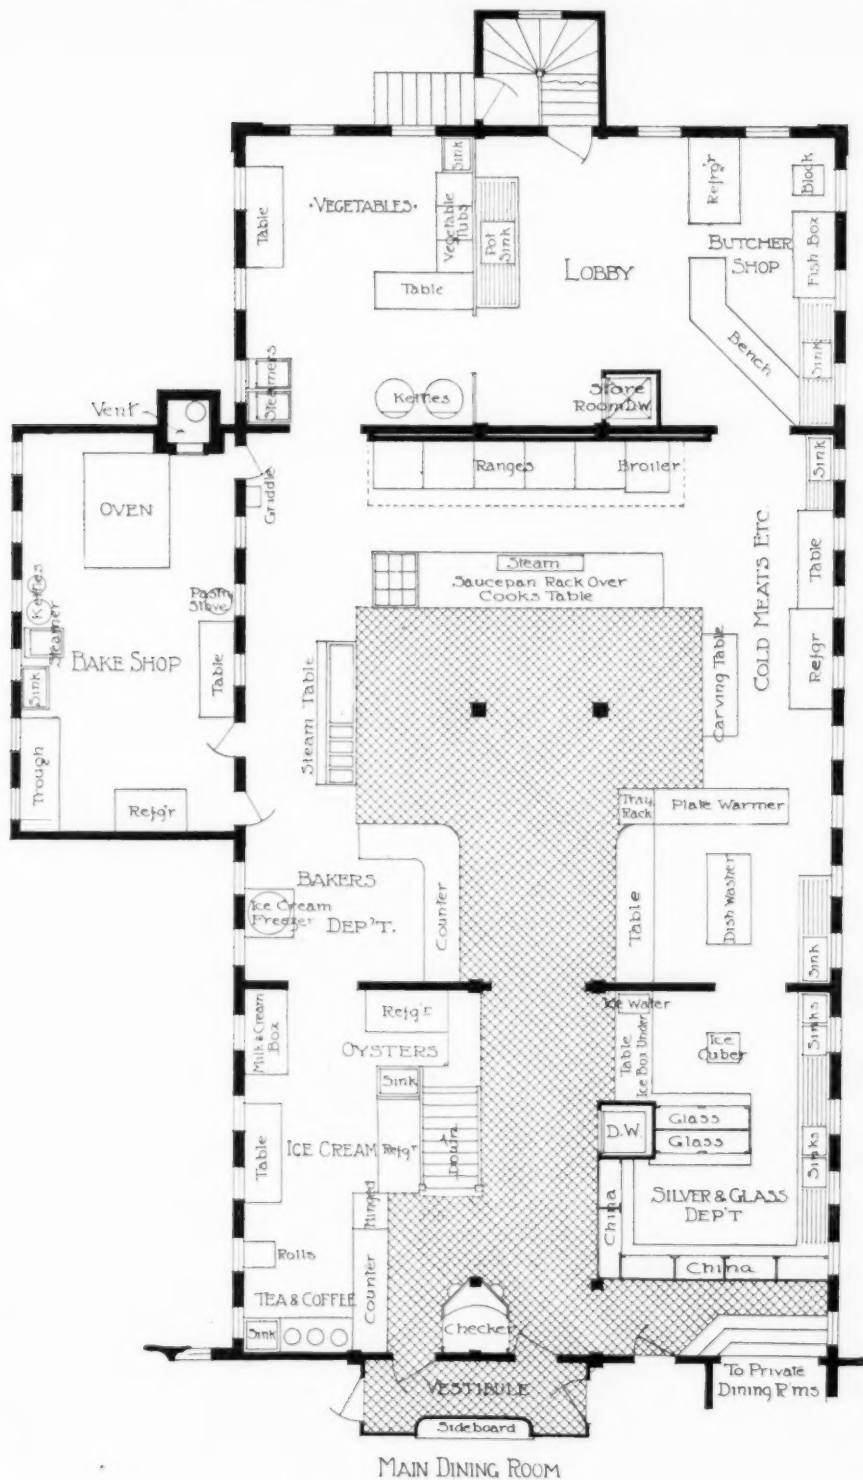 Sink
·VEGETABLES·
Table
Vegetable
Tubs
Pot
Sink
Table
LOBBY
Refgr
Block
BUTCHER
SHOP
Fish Box
Bench
Sink
Steamers
Kettles
Store
Room D.W.
Vent
OVEN
Griddle
Ranges
Broiler
Sink
Steam
Saucepan Rack Over
Cooks Table
COLD MEATS ETC.
Table
Refgr
Kettles
Steamer
Sink
BAKE SHOP
Pastry
Stove
Table
Trough
Refg'r
Steam Table
Carving Table
Tray
Rack
Plate Warmer
BAKERS
DEP'T.
Ice Cream
Freezer
Counter
Table
Dish Washer
Sink
Milk & Cream
Box
Refg'r
OYSTERS
Sink
Ice Water
Table
Ice Box Under
Ice
Cuber
Sinks
Table
ICE CREAM
Refg'r
Down
D.W.
Glass
Glass
Sinks
SILVER & GLASS
DEP'T
China
China
Hinged
Rolls
Counter
TEA & COFFEE
Sink
Checker
VESTIBULE
Sideboard
To Private
Dining R'ms
MAIN DINING ROOM